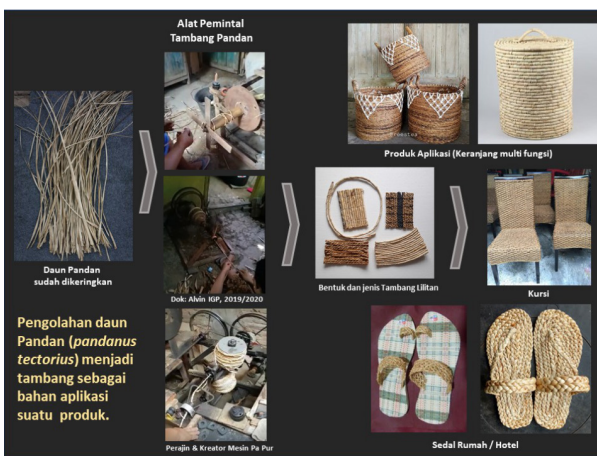 Alat Pemintal
Tambang Pandan
Produk Aplikasi (Keranjang multi fungsi)
Daun Pandan
sudah dikeringkan
Dok: Alvin IGP, 2019/2020
Bentuk dan jenis Tambang Lilitan
Kursi
Pengolahan daun
Pandan (pandanus
tectorius) menjadi
tambang sebagai
bahan aplikasi
suatu produk.
Perajin & Kreator Mesin Pa Pur
Sedal Rumah / Hotel